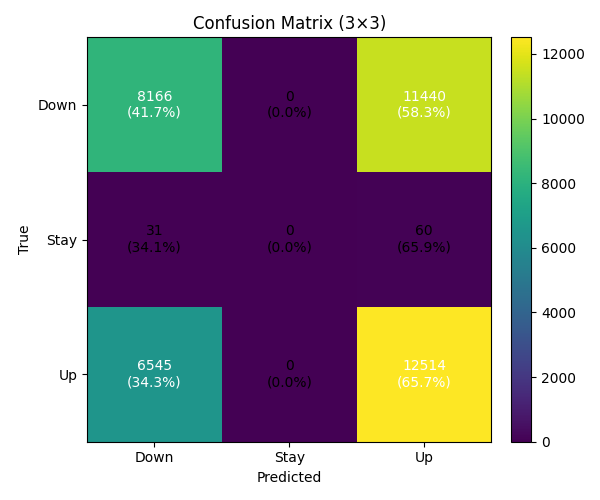 Confusion Matrix (3×3)
True
Down
8166
(41.7%)
0
(0.0%)
11440
(58.3%)
Stay
31
(34.1%)
0
(0.0%)
60
(65.9%)
Up
6545
(34.3%)
0
(0.0%)
12514
(65.7%)
Down
Stay
Up
Predicted
12000
10000
8000
6000
4000
2000
0